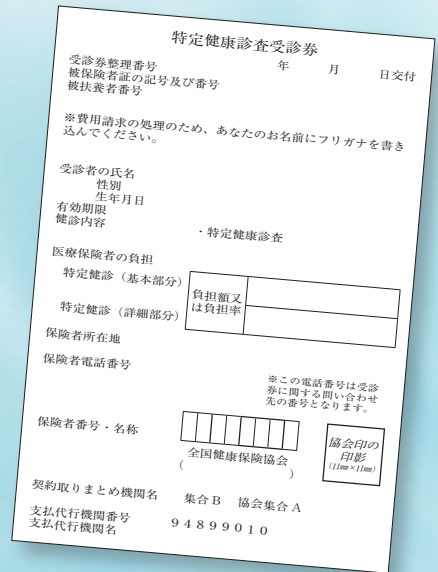 特定健康診査受診券
年　月　日交付
受診券整理番号
被保険者証の記号及び番号
被扶養者番号
※費用請求の処理のため、あなたのお名前にフリガナを書き
込んでください。
受診者の氏名
性別
生年月日
有効期限
健診内容
・特定健康診査
医療保険者の負担
特定健診（基本部分）
特定健診（詳細部分）
負担額又
は負担率
保険者所在地
保険者電話番号
※この電話番号は受診
券に関する問い合わせ
先の番号となります。
保険者番号・名称
全国健康保険協会
（　　　）
協会印の
印影
（11㎜×11㎜）
契約取りまとめ機関名　集合B　協会集合A
支払代行機関番号　94899010
支払代行機関名